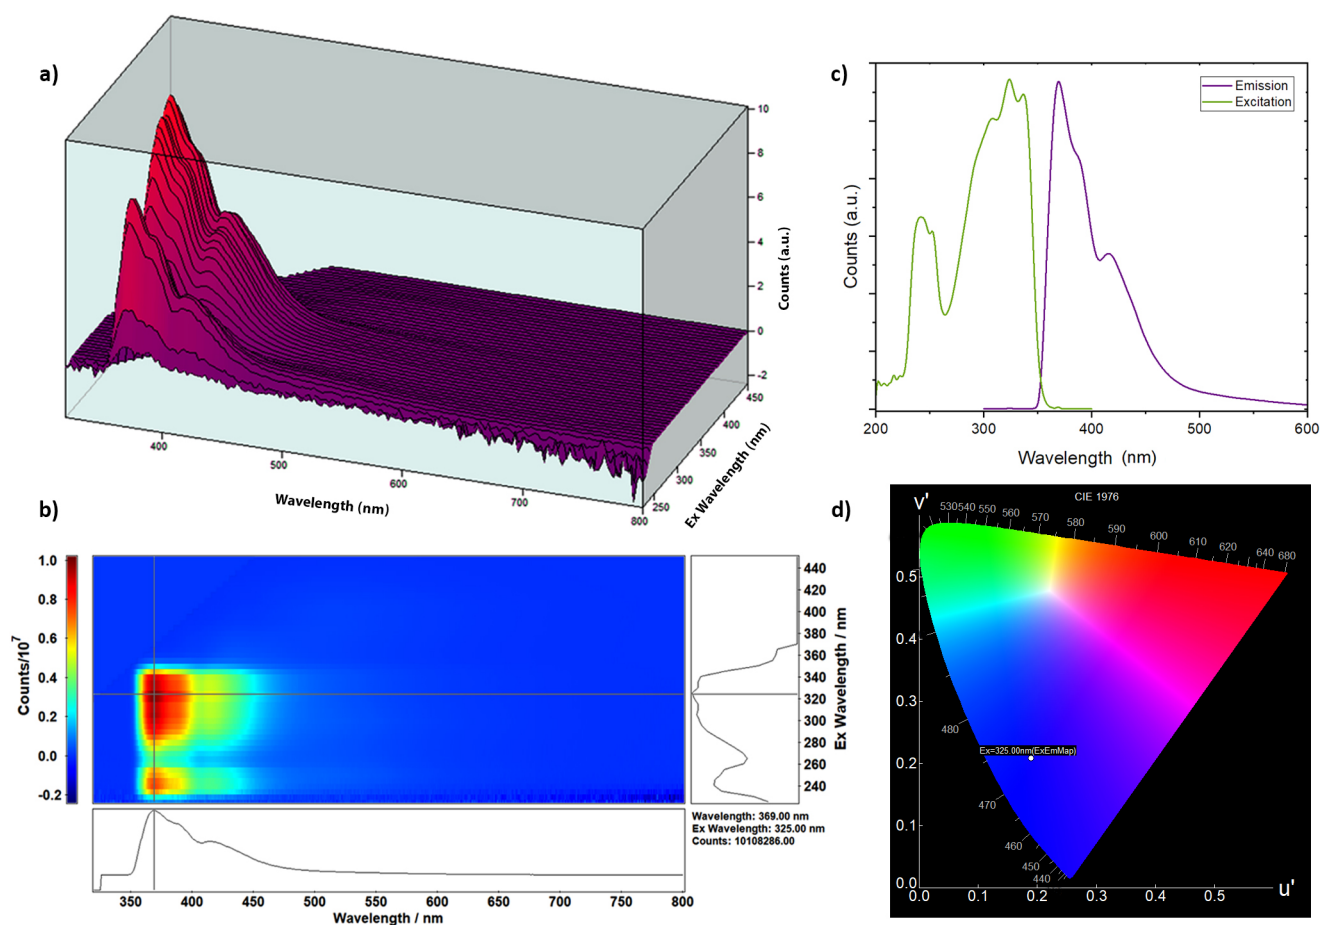 a)
10
8
6
4
2
0
-2
Counts (a.u.)
450
400
350
300
250
Ex Wavelength (nm)
400
500
600
700
800
Wavelength (nm)
b)
1.0
0.8
0.6
0.4
0.2
0.0
-0.2
Counts/10^7
440
420
400
380
360
340
320
300
280
260
240
Ex Wavelength / nm
Wavelength: 369.00 nm
Ex Wavelength: 325.00 nm
Counts: 10108286.00
350 400 450 500 550 600 650 700 750 800
Wavelength / nm
c)
Emission
Excitation
Counts (a.u.)
200 300 400 500 600
Wavelength (nm)
d)
CIE 1976
v'
530 540 550 560 570 580 590 600 610 620 640 680
0.5
0.4
0.3
480
Ex=325.00nm(ExEmMap)
0.2
470
0.1
460
450
440
0.0
0.0 0.1 0.2 0.3 0.4 0.5
u'